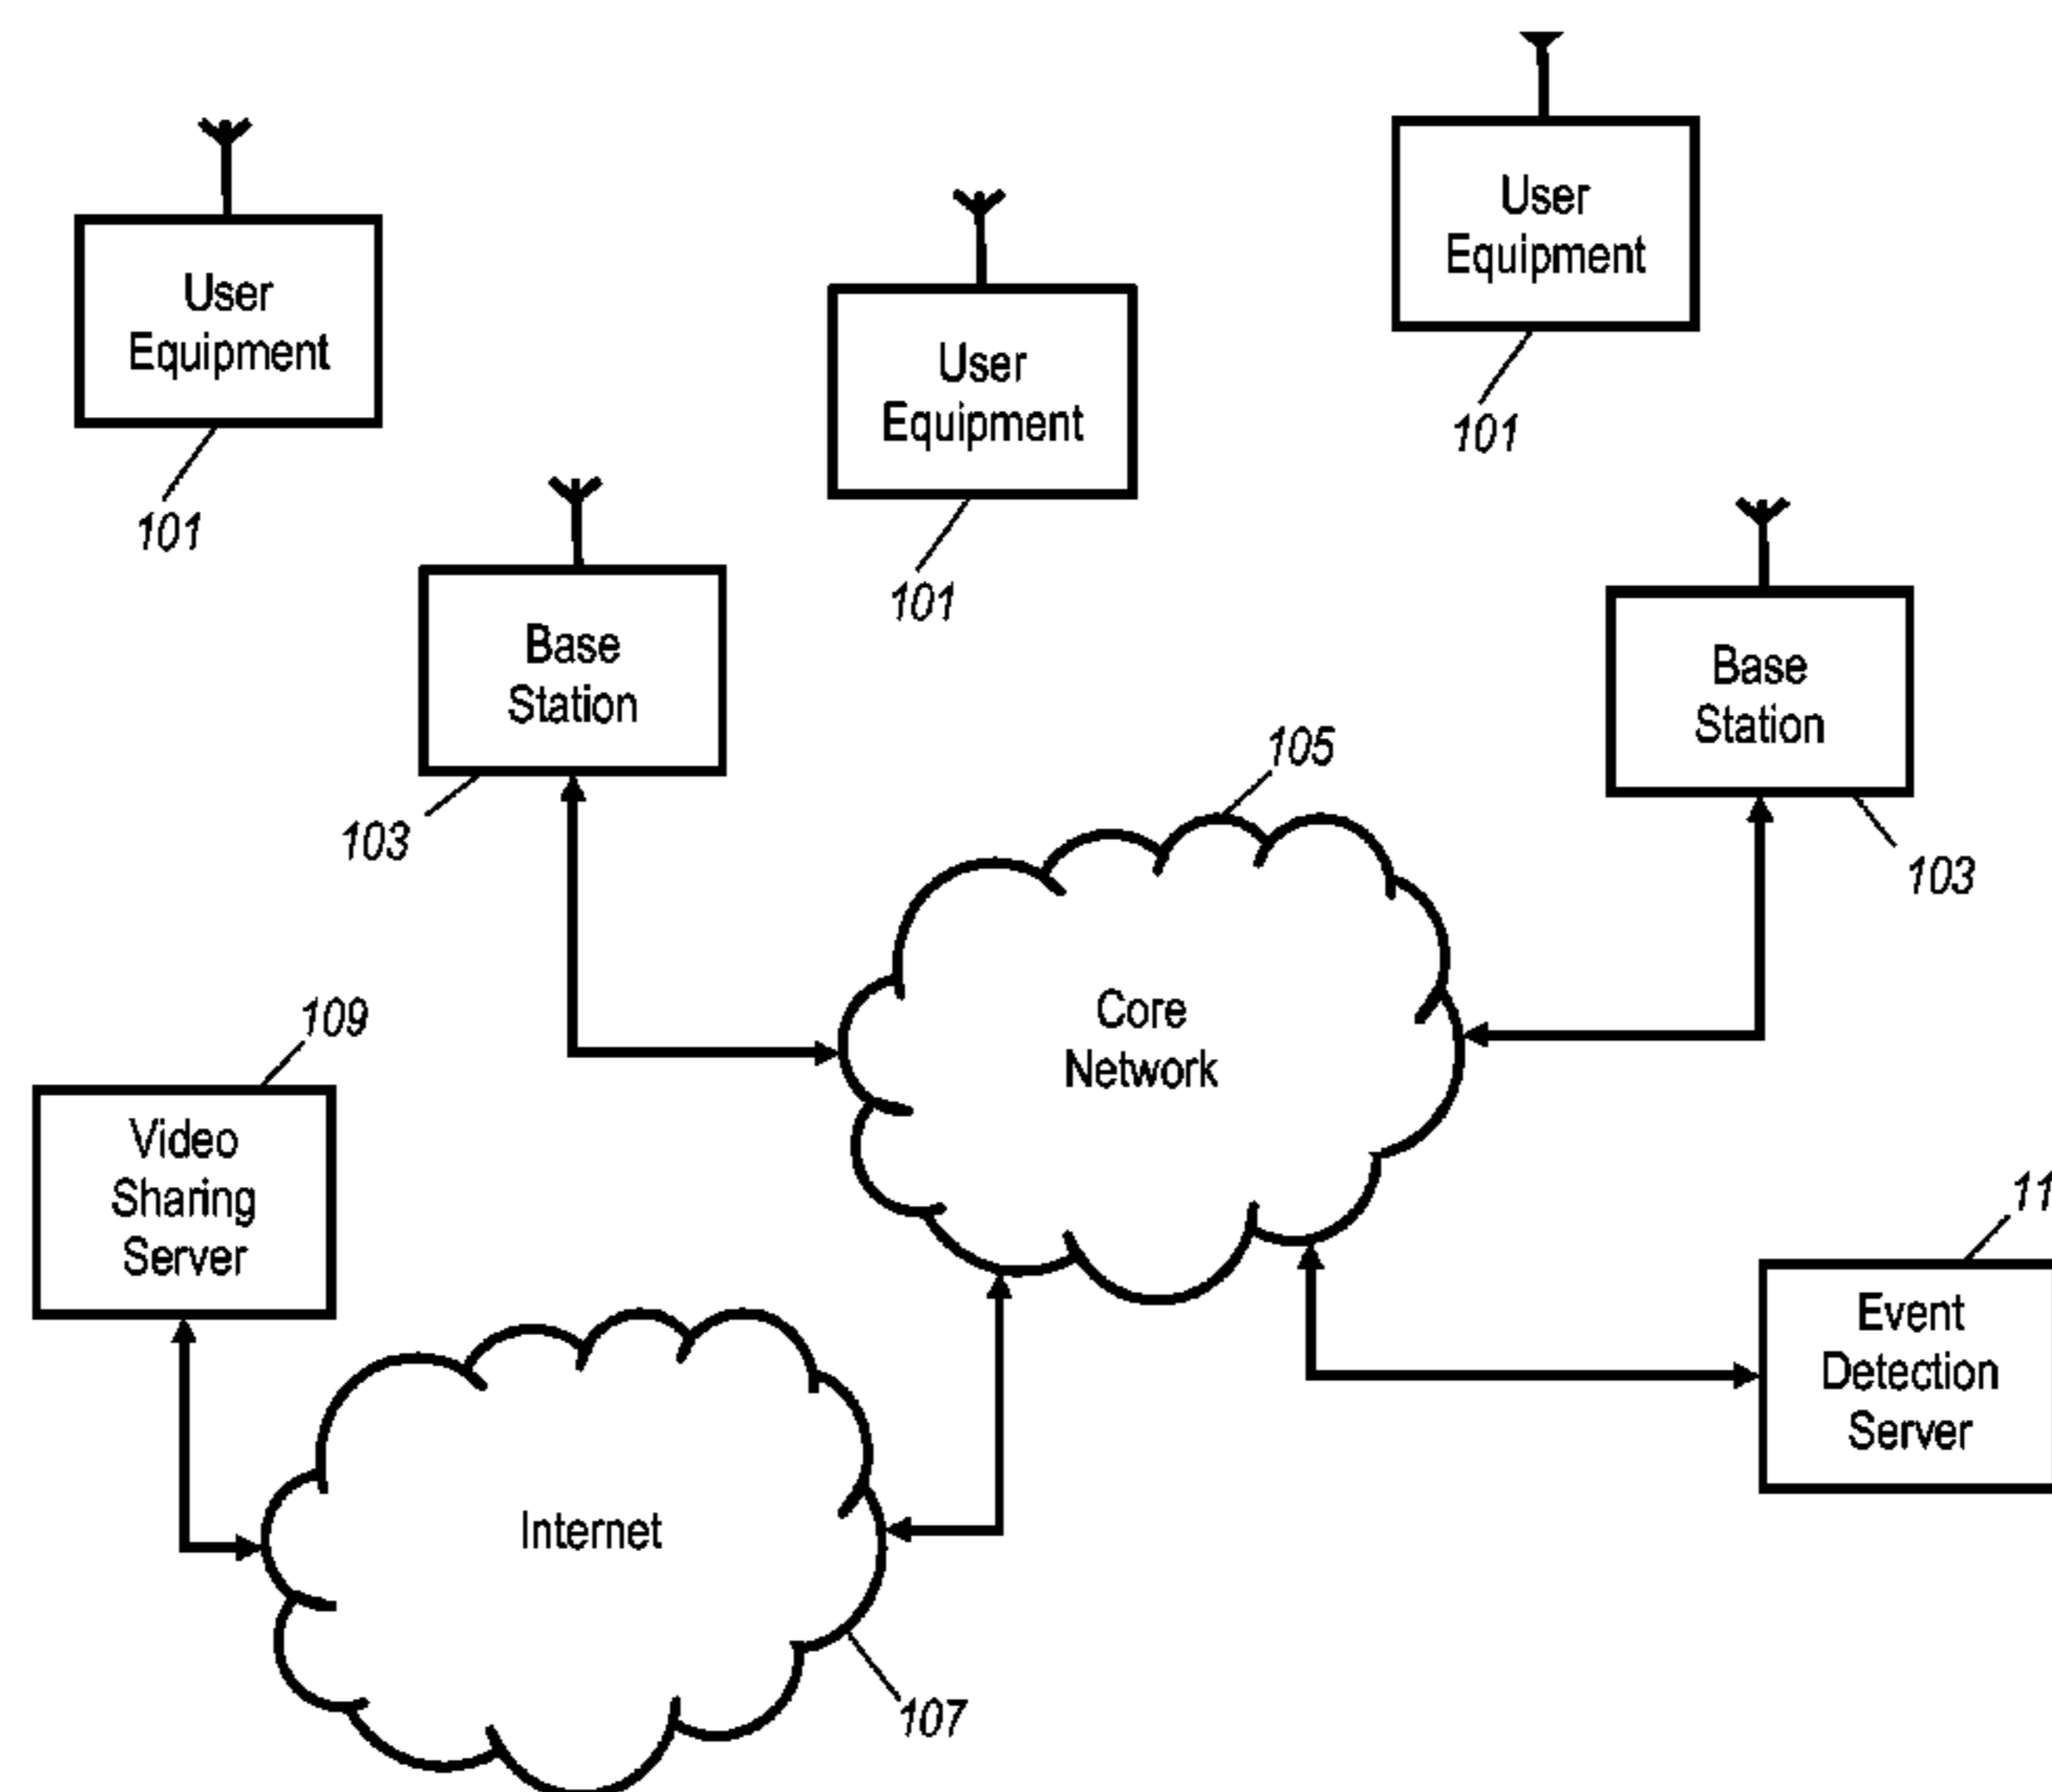 User
Equipment
101
User
Equipment
101
User
Equipment
101
Base
Station
103
Base
Station
103
105
Core
Network
109
Video
Sharing
Server
11
Event
Detection
Server
Internet
107